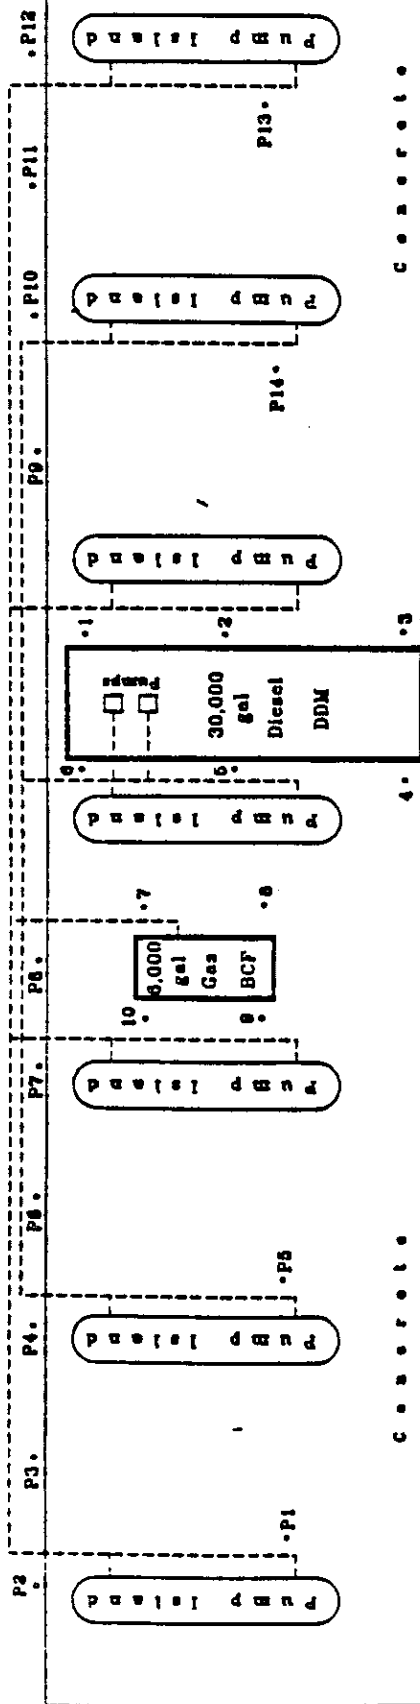 P2
P3
P4
P6
P7
P8
P9
P10
P11
P12
Pump Island
Pump Island
Pump Island
Pump Island
Pump Island
Pump Island
Pump Island
P1
P5
10
9
6,000
gal
Gas
BCF
7
8
6
5
4
Pumps
30,000
gal
Diesel
DDM
1
2
3
P14
P13
Concrete
Concrete